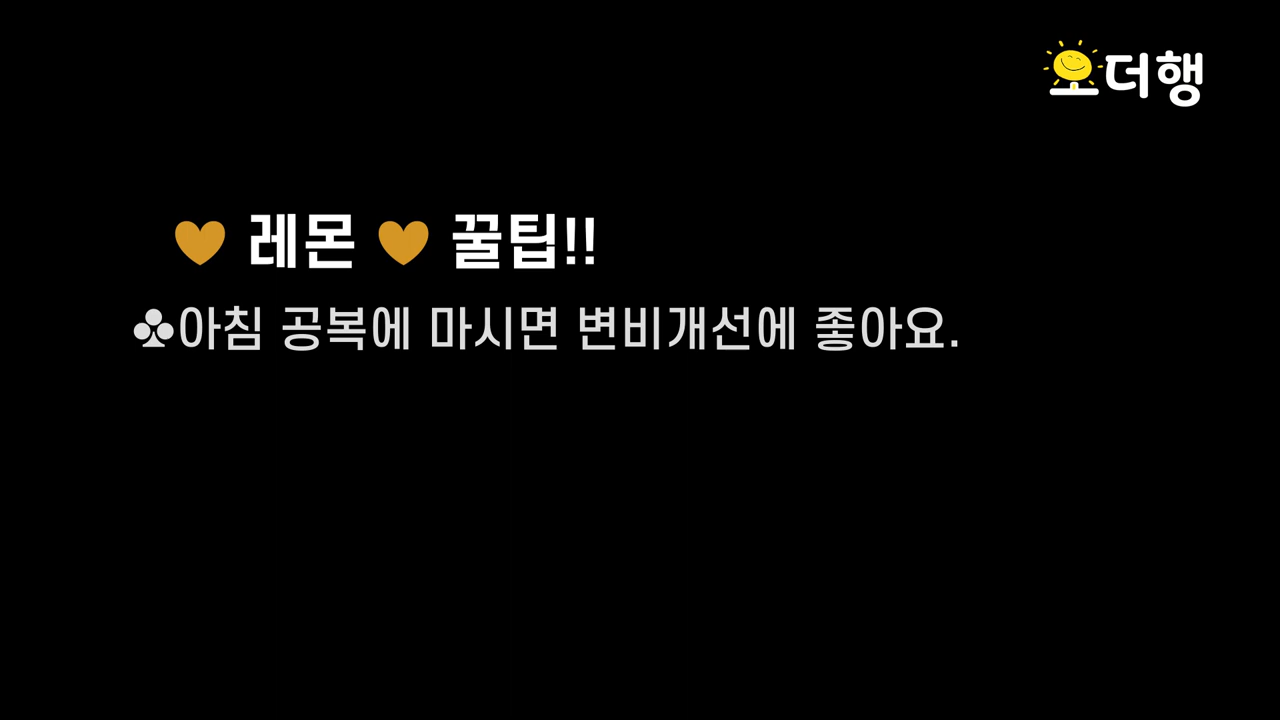 오더행
🧡 레몬 🧡 꿀팁!!
♣아침 공복에 마시면 변비개선에 좋아요.